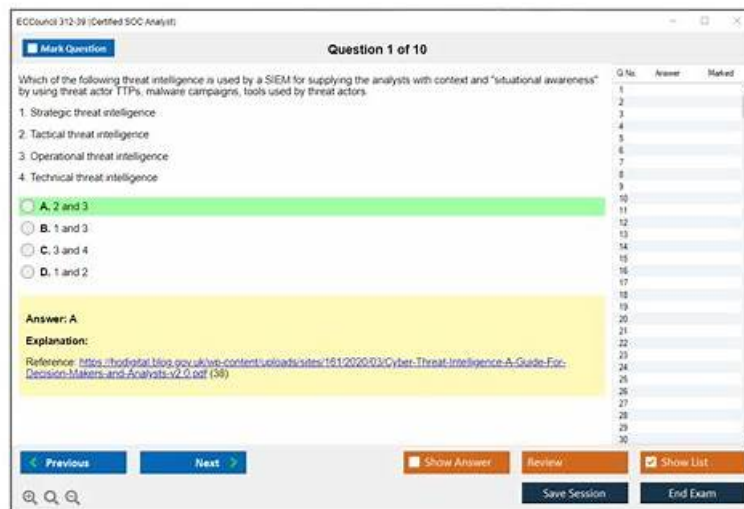 ECCouncil 312-39 (Certified SOC Analyst)
Mark Question
Question 1 of 10
Which of the following threat intelligence is used by a SIEM for supplying the analysts with context and "situational awareness"
by using threat actor TTPs, malware campaigns, tools used by threat actors.
1. Strategic threat intelligence
2. Tactical threat intelligence
3. Operational threat intelligence
4. Technical threat intelligence
A. 2 and 3
B. 1 and 3
C. 3 and 4
D. 1 and 2
Answer: A
Explanation:
Reference: https://hodigital.blog.gov.uk/wp-content/uploads/sites/161/2020/03/Cyber-Threat-Intelligence-A-Guide-For-
Decision-Makers-and-Analysts-v2.0.pdf (38)
Q.No. Answer Marked
1
2
3
4
5
6
7
8
9
10
11
12
13
14
15
16
17
18
19
20
21
22
23
24
25
26
27
28
29
30
Previous
Next
Show Answer
Review
Show List
Save Session
End Exam